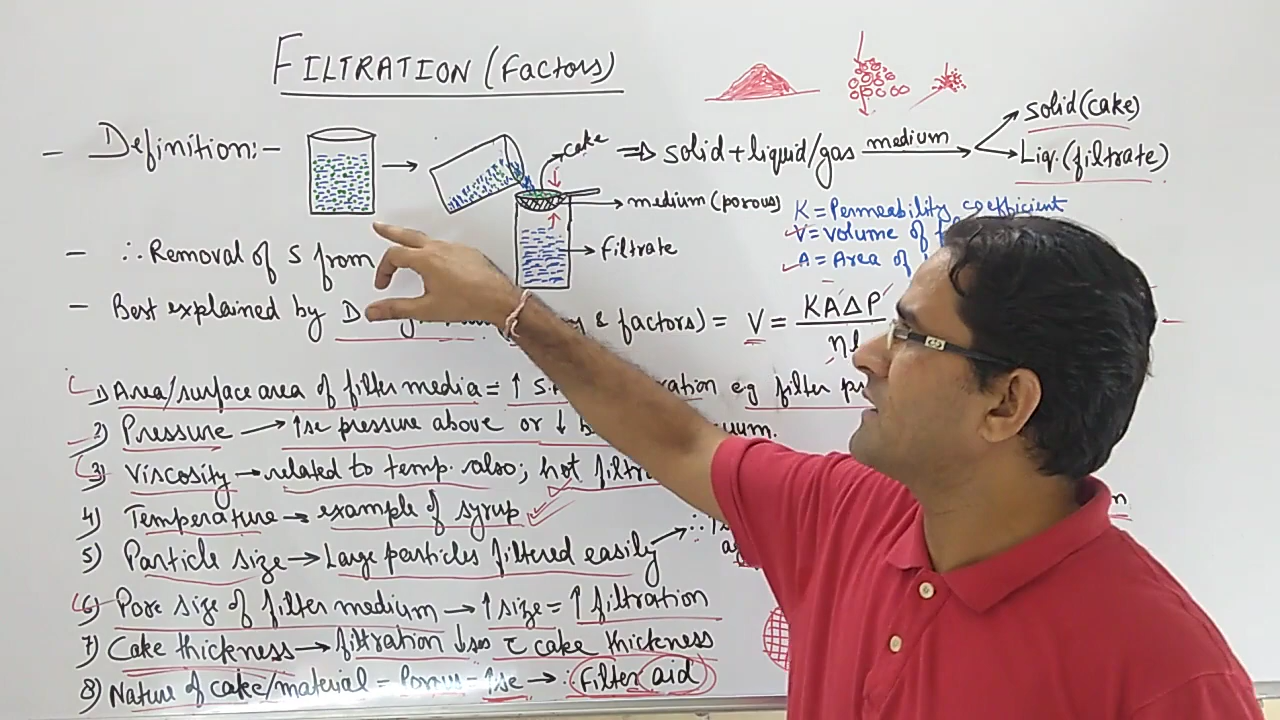 FILTRATION (Factors)
- Definition:-
cake
⇒ solid + liquid/gas medium → solid (cake)
Liq. (filtrate)
medium (porous)
filtrate
K = Permeability coefficient
V = Volume of
A = Area of
- ∴ Removal of S from
- Best explained by D & factors) = V = KAΔP / ηl
1) Area/surface area of filter media = ↑ S.A eg filter
2) Pressure → ↑se pressure above or ↓
3) Viscosity → related to temp. also; hot
4) Temperature → example of syrup
5) Particle size → Large particles filtered easily → ∴
6) Pore size of filter medium → ↑ size = ↑ filtration
7) Cake thickness → filtration ↓ses c̄ cake thickness
8) Nature of cake/material - Porous - ↑se → ∴ Filter aid